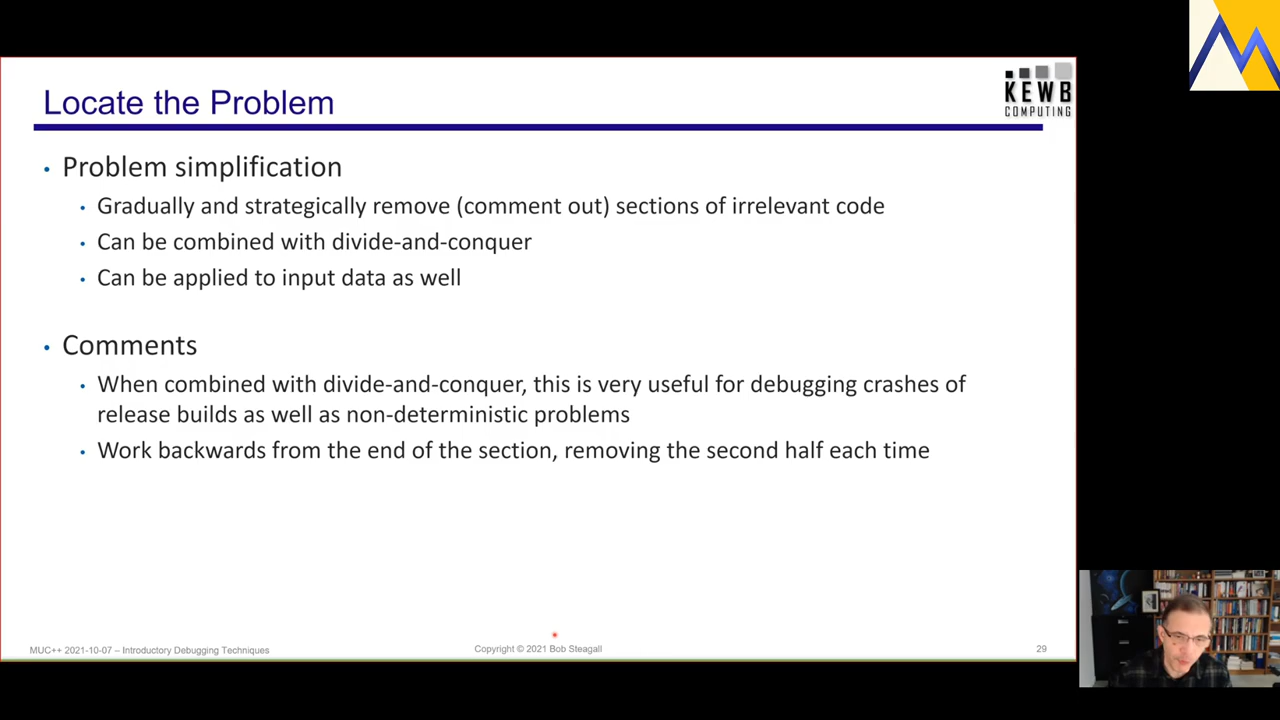 Locate the Problem
KEWB
COMPUTING
• Problem simplification
• Gradually and strategically remove (comment out) sections of irrelevant code
• Can be combined with divide-and-conquer
• Can be applied to input data as well
• Comments
• When combined with divide-and-conquer, this is very useful for debugging crashes of
release builds as well as non-deterministic problems
• Work backwards from the end of the section, removing the second half each time
MUC++ 2021-10-07 – Introductory Debugging Techniques
Copyright © 2021 Bob Steagall
29